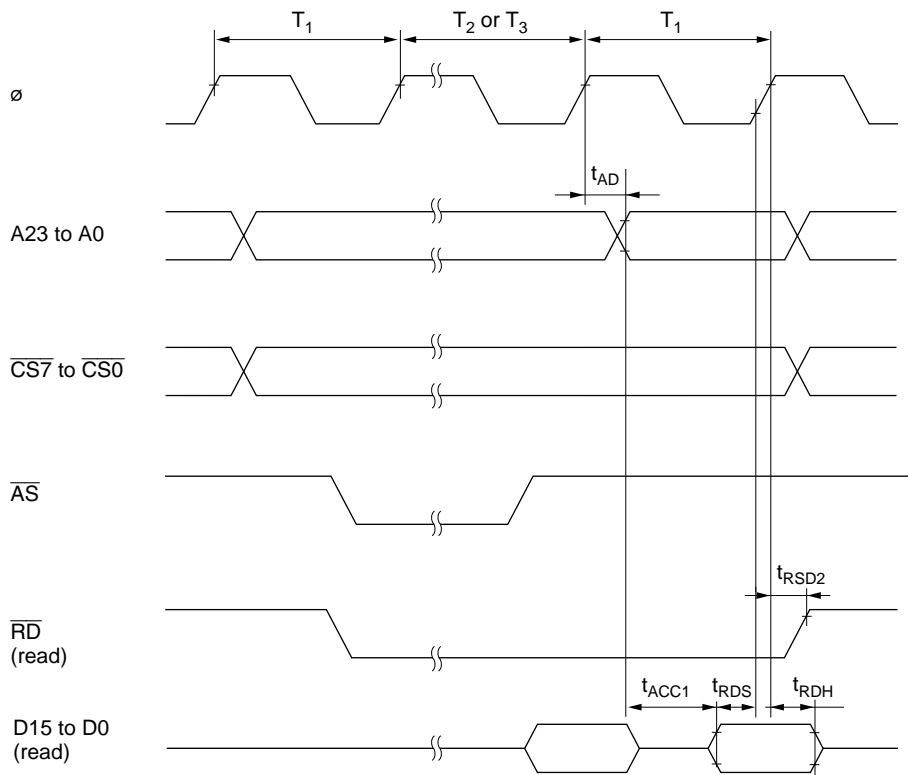 T1 T2 or T3 T1
ø
tAD
A23 to A0
CS7 to CS0
AS
tRSD2
RD
(read)
tACC1 tRDS tRDH
D15 to D0
(read)